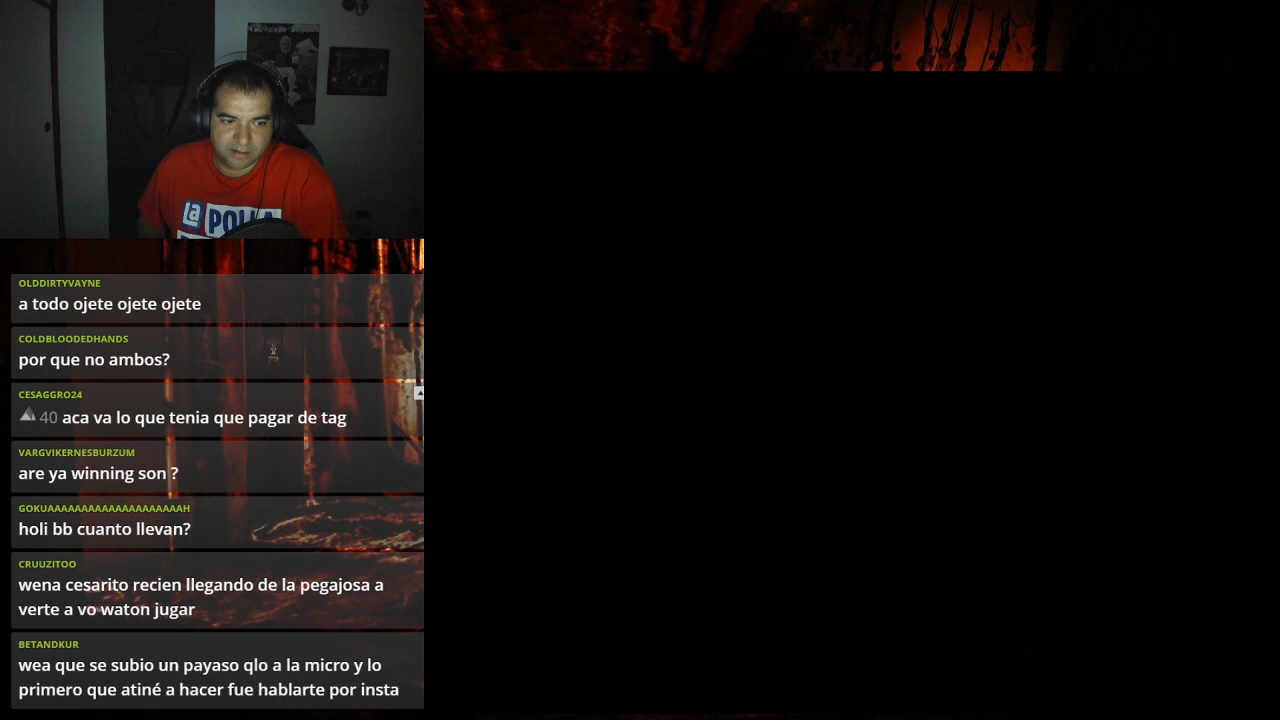 La
POLLA
OLDDIRTYVAYNE
a todo ojete ojete ojete
COLDBLOODEDHANDS
por que no ambos?
CESAGGRO24
40 aca va lo que tenia que pagar de tag
VARGVIKERNESBURZUM
are ya winning son ?
GOKUAAAAAAAAAAAAAAAAAAAAH
holi bb cuanto llevan?
CRUUZITOO
wena cesarito recien llegando de la pegajosa a
verte a vo waton jugar
BETANDKUR
wea que se subio un payaso qlo a la micro y lo
primero que atiné a hacer fue hablarte por insta